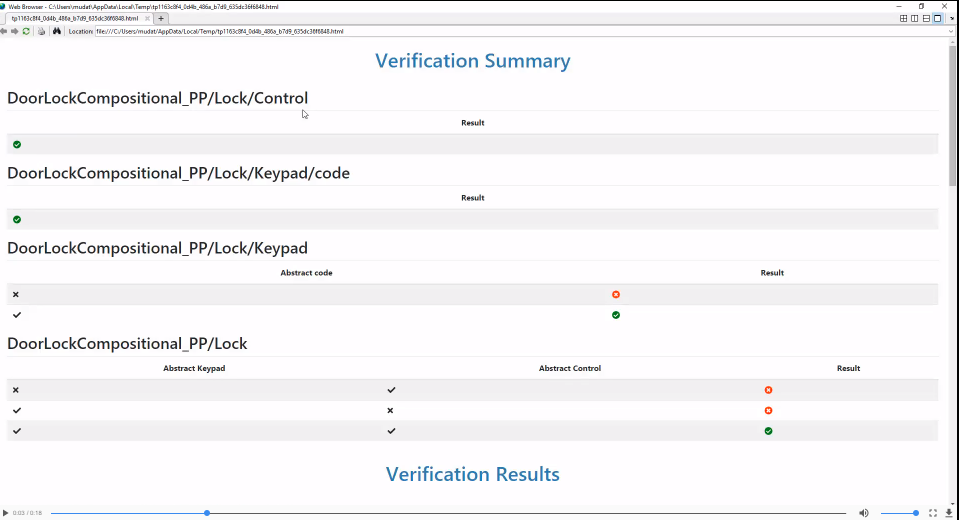 Web Browser - C:\Users\mudat\AppData\Local\Temp\tp1163c8f4_0d4b_486a_b7d9_635dc36f6848.html
tp1163c8f4_0d4b_486a_b7d9_635dc36f6848.html
Location: file:///C:/Users/mudat/AppData/Local/Temp/tp1163c8f4_0d4b_486a_b7d9_635dc36f6848.html
Verification Summary
DoorLockCompositional_PP/Lock/Control
Result
DoorLockCompositional_PP/Lock/Keypad/code
Result
DoorLockCompositional_PP/Lock/Keypad
Abstract code Result
DoorLockCompositional_PP/Lock
Abstract Keypad Abstract Control Result
Verification Results
0:03 / 0:18